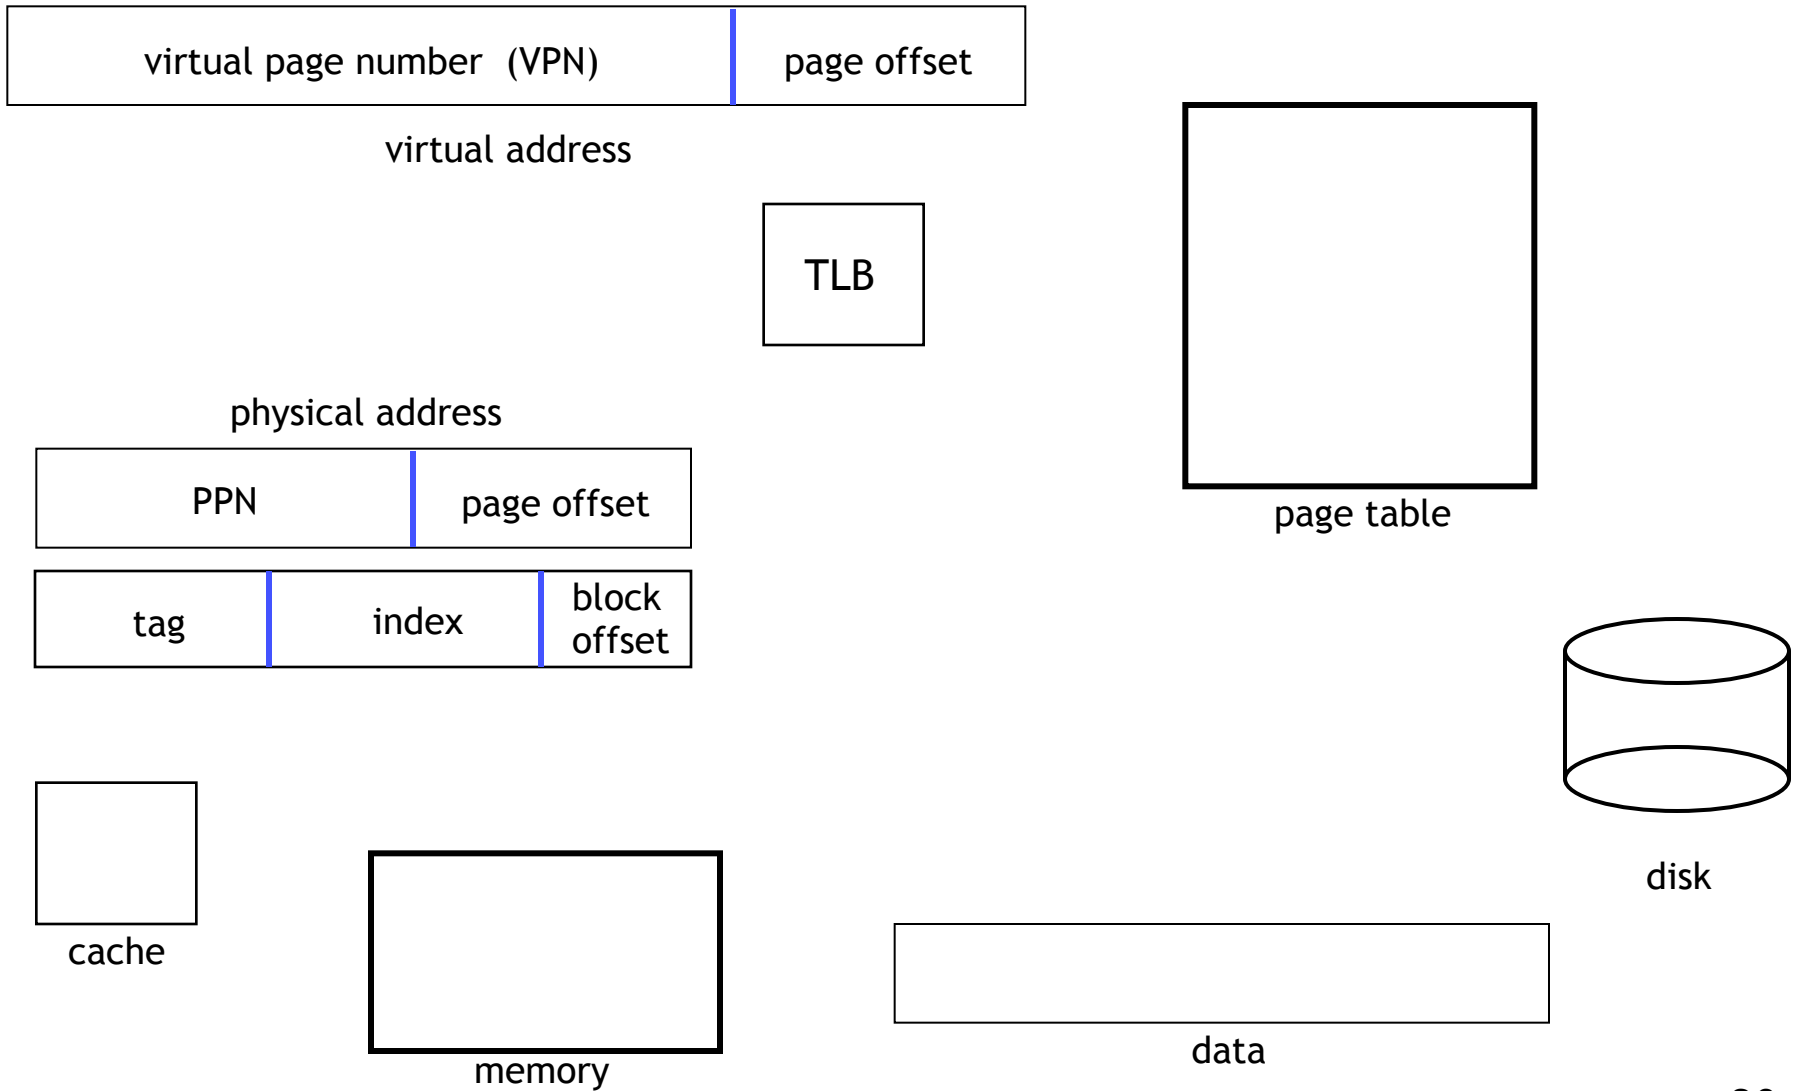 virtual page number (VPN)
page offset
virtual address
TLB
physical address
PPN
page offset
page table
tag
index
block
offset
disk
cache
data
memory